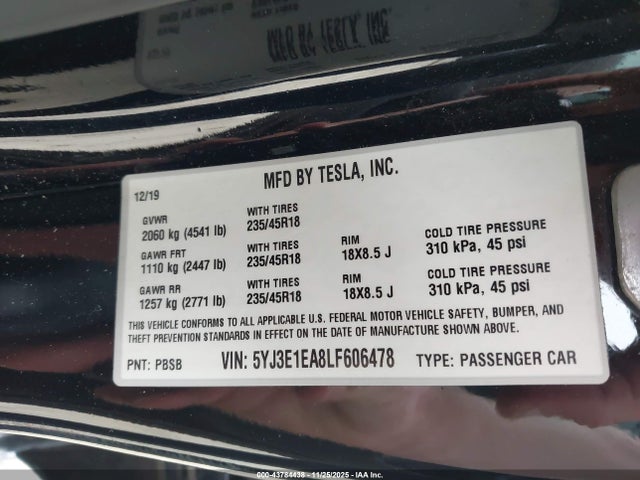 MFD BY TESLA, INC.
12/19
GVWR
2060 kg (4541 lb)
WITH TIRES
235/45R18
GAWR FRT
1110 kg (2447 lb)
WITH TIRES
235/45R18
RIM
18X8.5 J
COLD TIRE PRESSURE
310 kPa, 45 psi
GAWR RR
1257 kg (2771 lb)
WITH TIRES
235/45R18
RIM
18X8.5 J
COLD TIRE PRESSURE
310 kPa, 45 psi
THIS VEHICLE CONFORMS TO ALL APPLICABLE U.S. FEDERAL MOTOR VEHICLE SAFETY, BUMPER, AND
THEFT PREVENTION STANDARDS IN EFFECT ON THE DATE OF MANUFACTURE SHOWN ABOVE.
PNT: PBSB VIN: 5YJ3E1EA8LF606478 TYPE: PASSENGER CAR
000-43784438 - 11/25/2025 - IAA Inc.